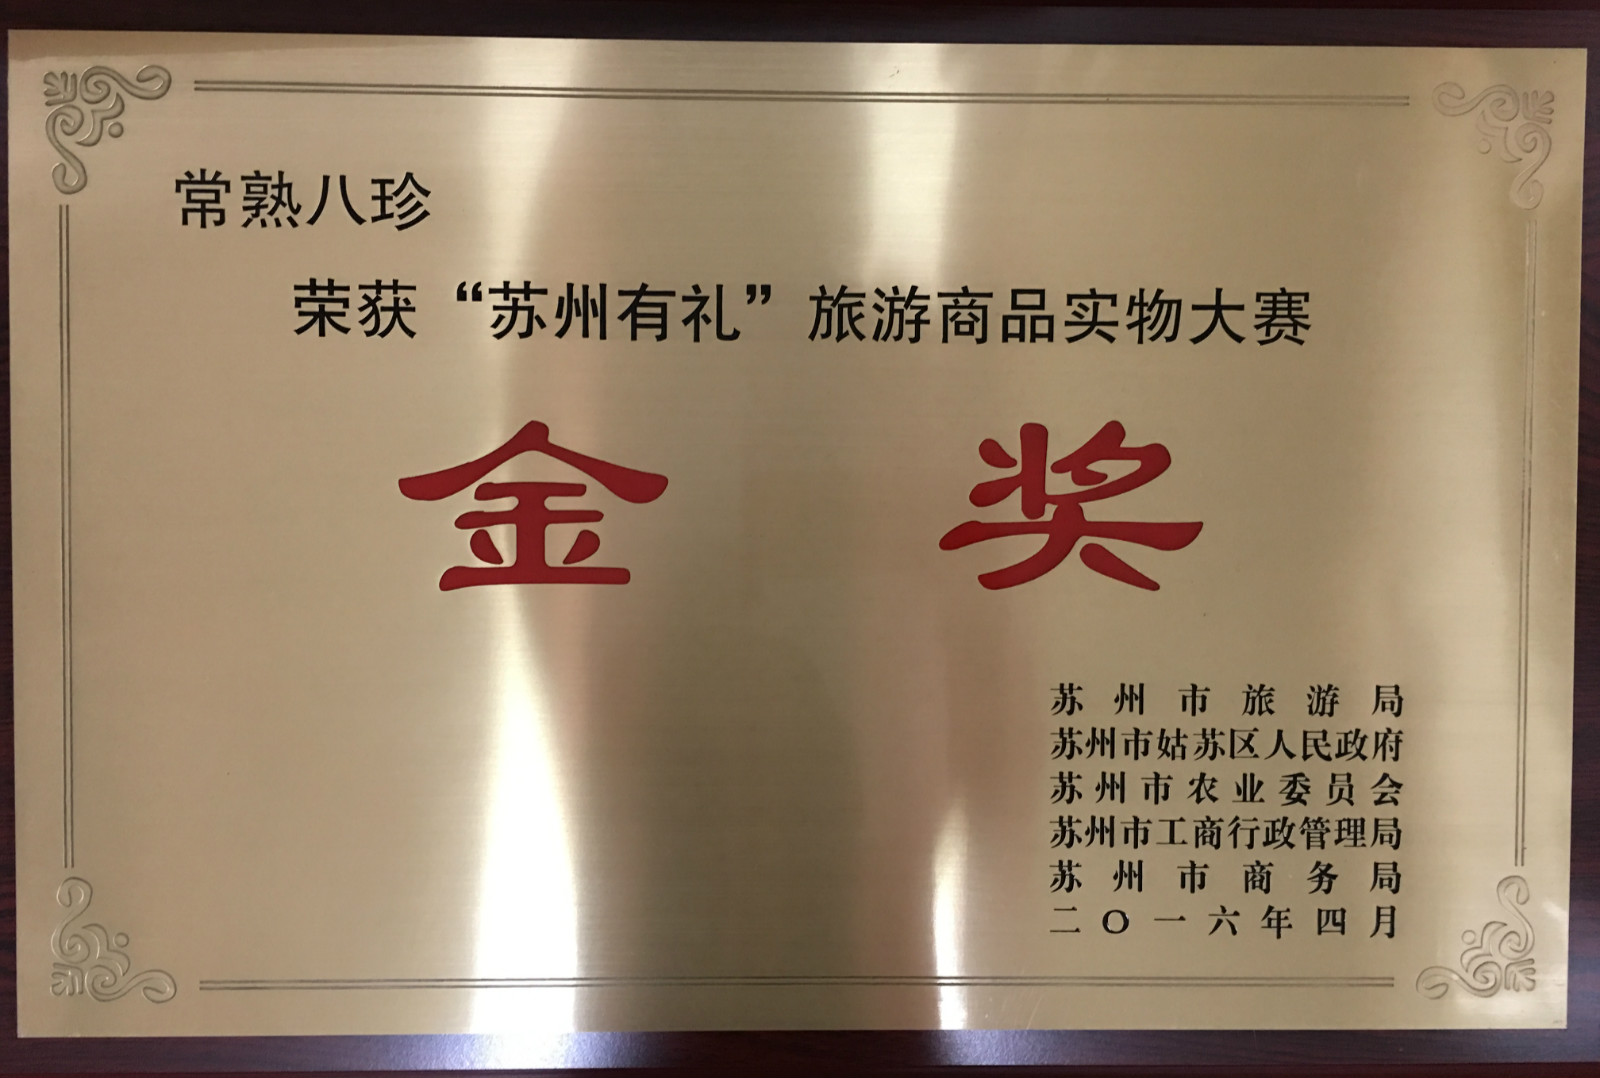 常熟八珍
荣获“苏州有礼”旅游商品实物大赛
金奖
苏州市旅游局
苏州市姑苏区人民政府
苏州市农业委员会
苏州市工商行政管理局
苏州市商务局
二〇一六年四月